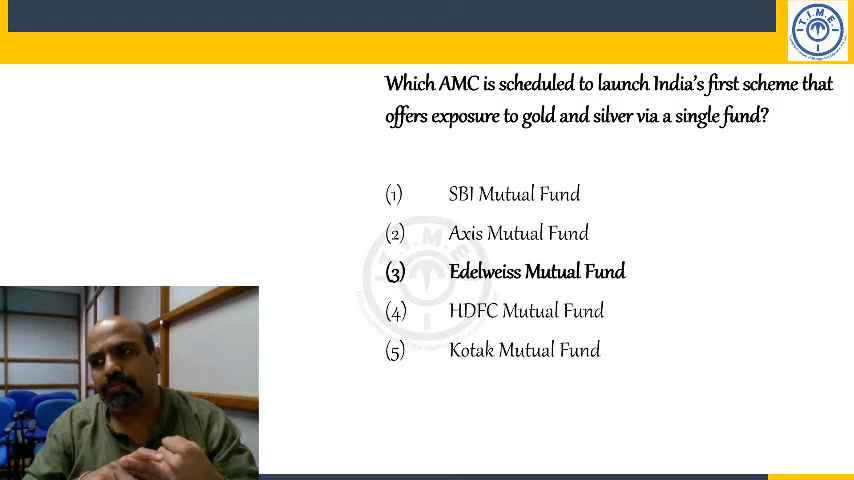 T.I.M.E.
Which AMC is scheduled to launch India's first scheme that
offers exposure to gold and silver via a single fund?
(1) SBI Mutual Fund
(2) Axis Mutual Fund
(3) Edelweiss Mutual Fund
(4) HDFC Mutual Fund
(5) Kotak Mutual Fund
T.I.M.E.